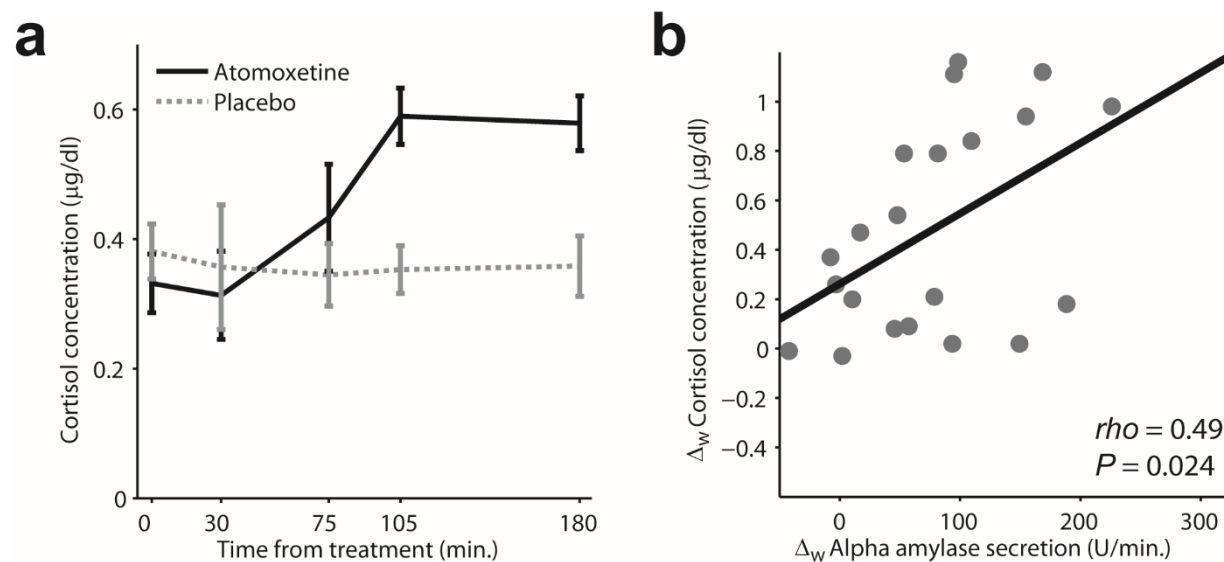 a
Atomoxetine
Placebo
Cortisol concentration (µg/dl)
0.6
0.4
0.2
0
0 30 75 105 180
Time from treatment (min.)
b
Δw Cortisol concentration (µg/dl)
1
0.8
0.6
0.4
0.2
0
−0.2
−0.4
rho = 0.49
P = 0.024
0 100 200 300
Δw Alpha amylase secretion (U/min.)